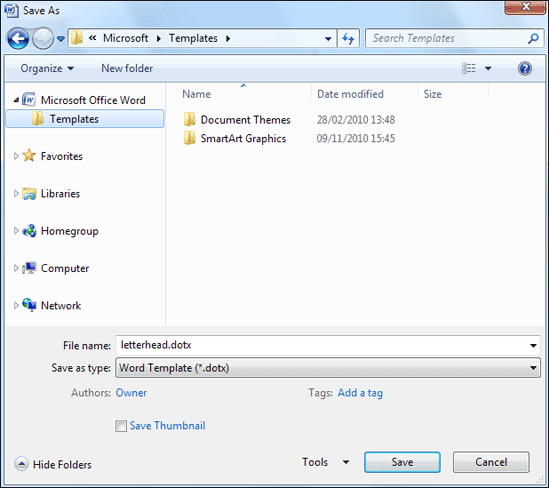 Save As
« Microsoft Templates Search Templates
Organize New folder
Name Date modified Size
Microsoft Office Word
Templates
Document Themes 28/02/2010 13:48
SmartArt Graphics 09/11/2010 15:45
Favorites
Libraries
Homegroup
Computer
Network
File name: letterhead.dotx
Save as type: Word Template (*.dotx)
Authors: Owner Tags: Add a tag
Save Thumbnail
Hide Folders Tools Save Cancel